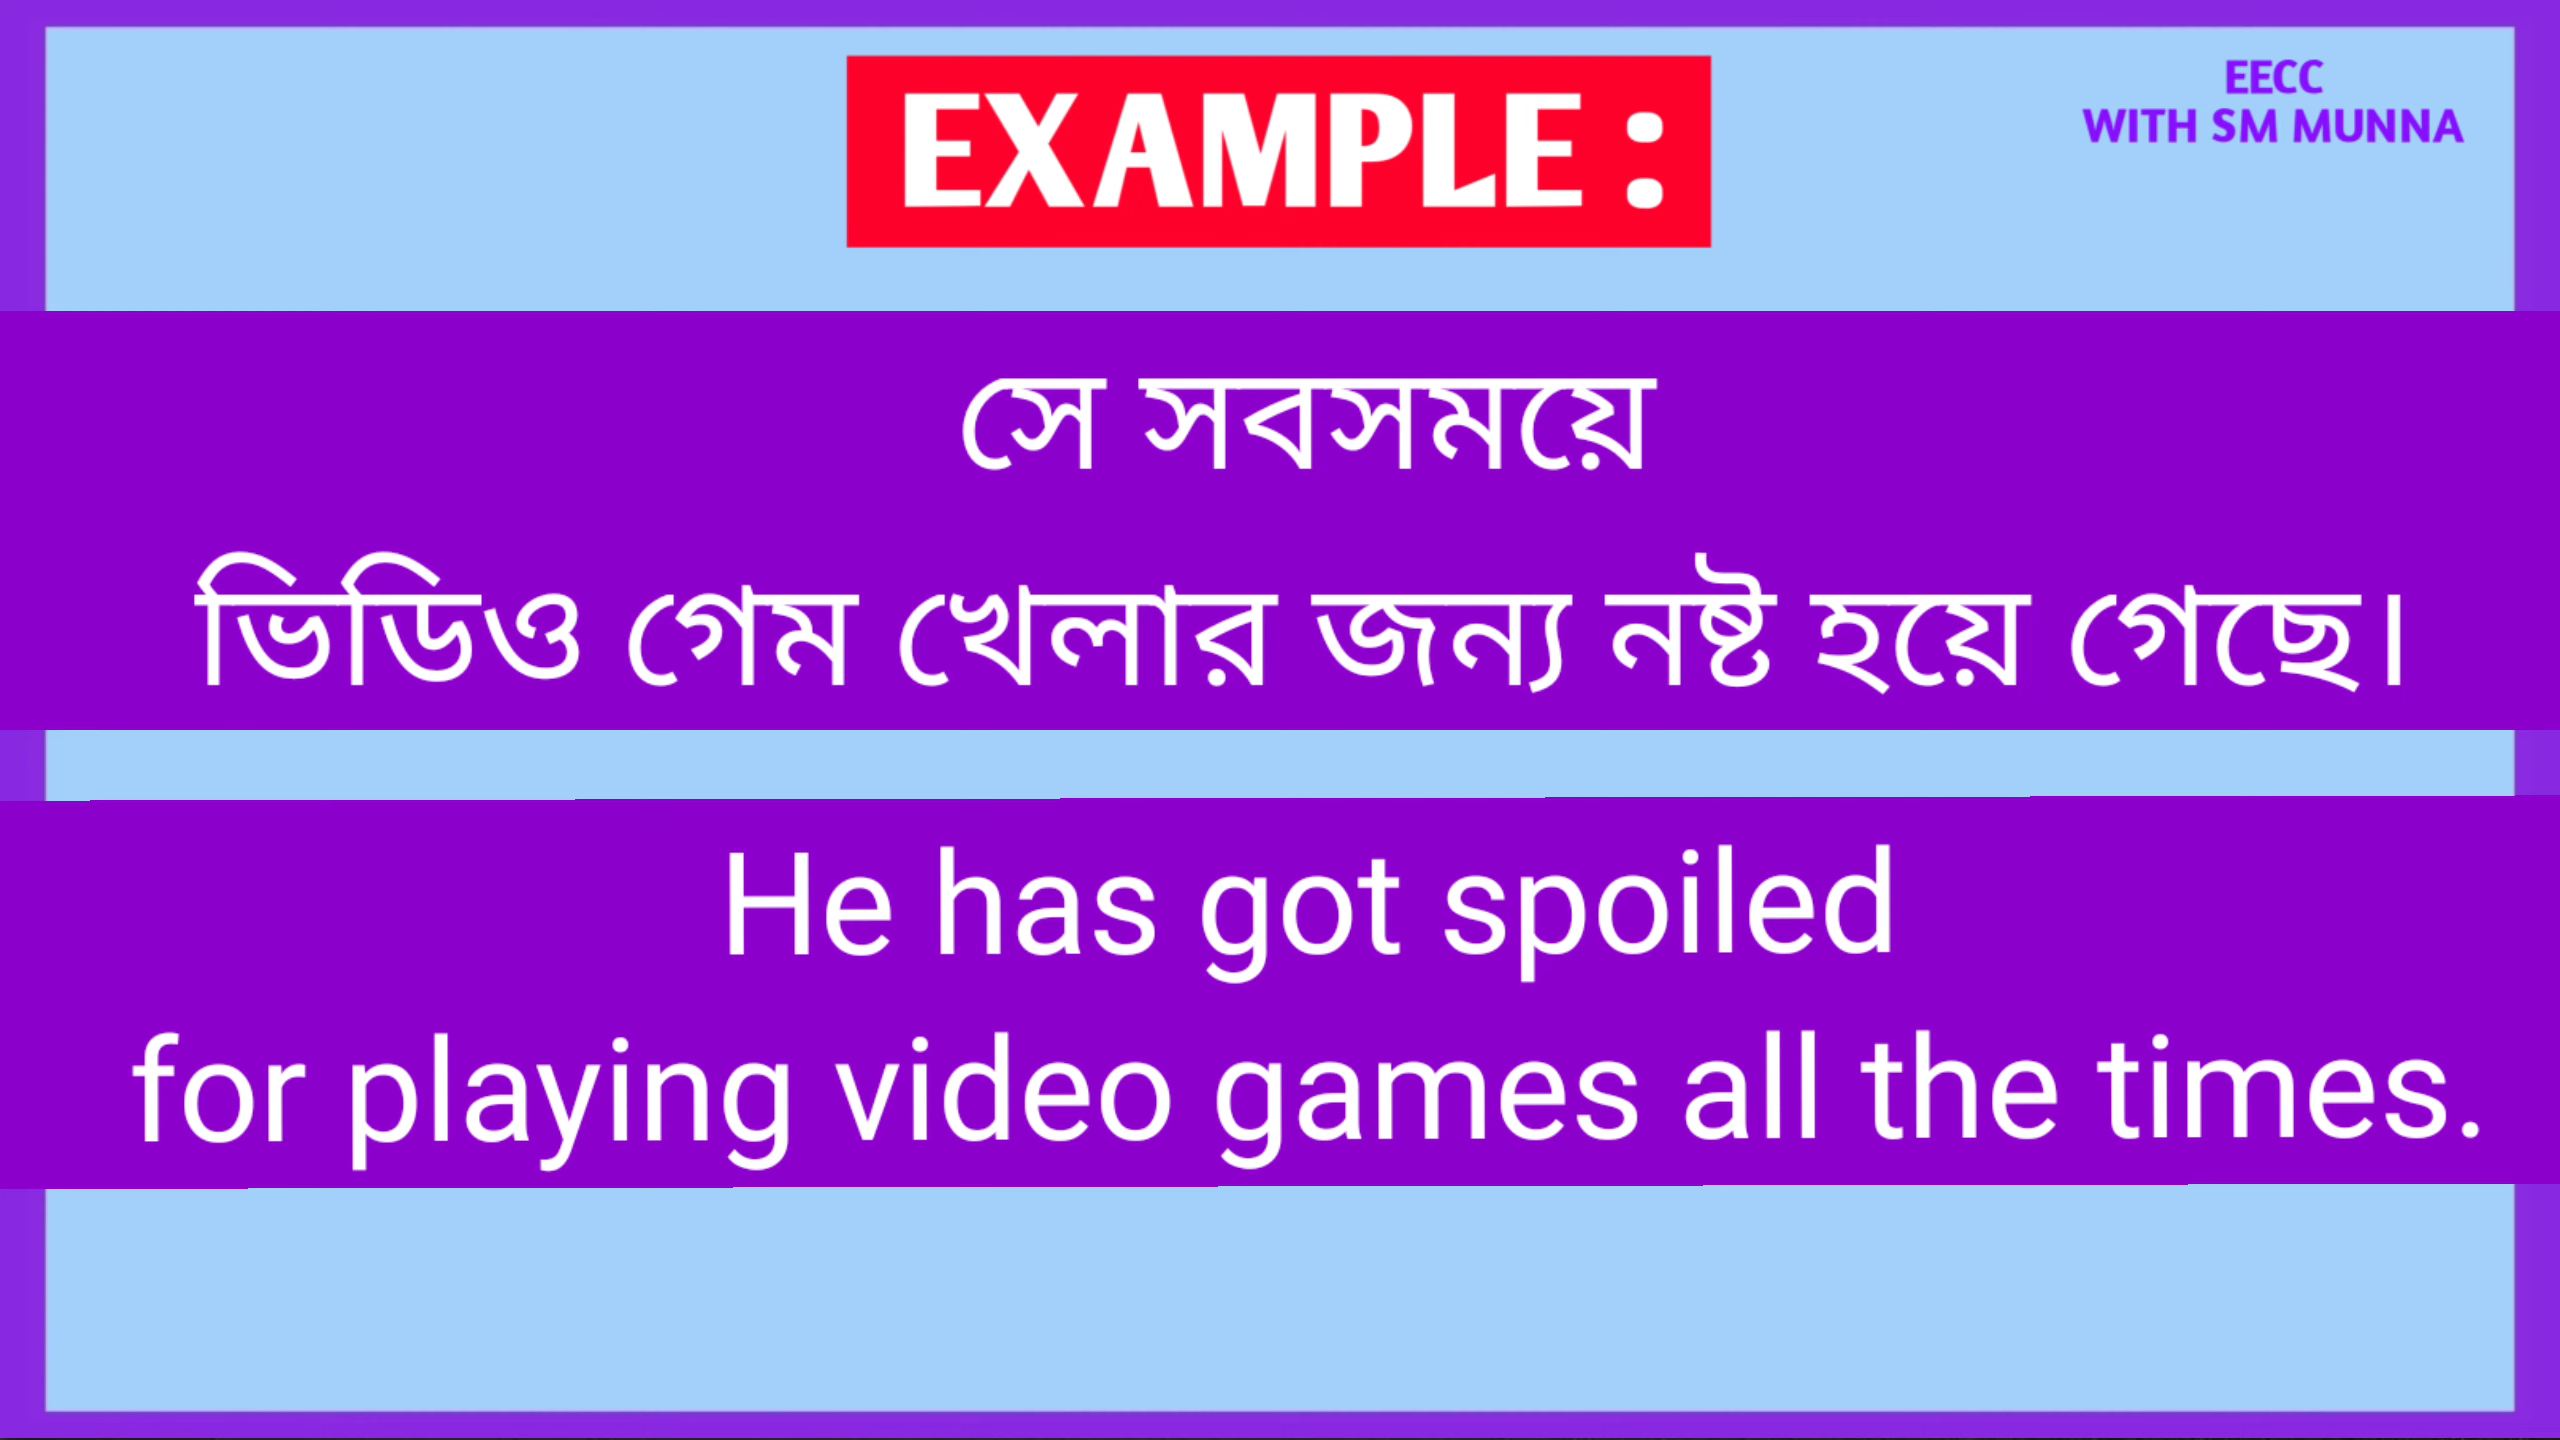 EXAMPLE :
EECC
WITH SM MUNNA
সে সবসময়ে
ভিডিও গেম খেলার জন্য নষ্ট হয়ে গেছে।
He has got spoiled
for playing video games all the times.